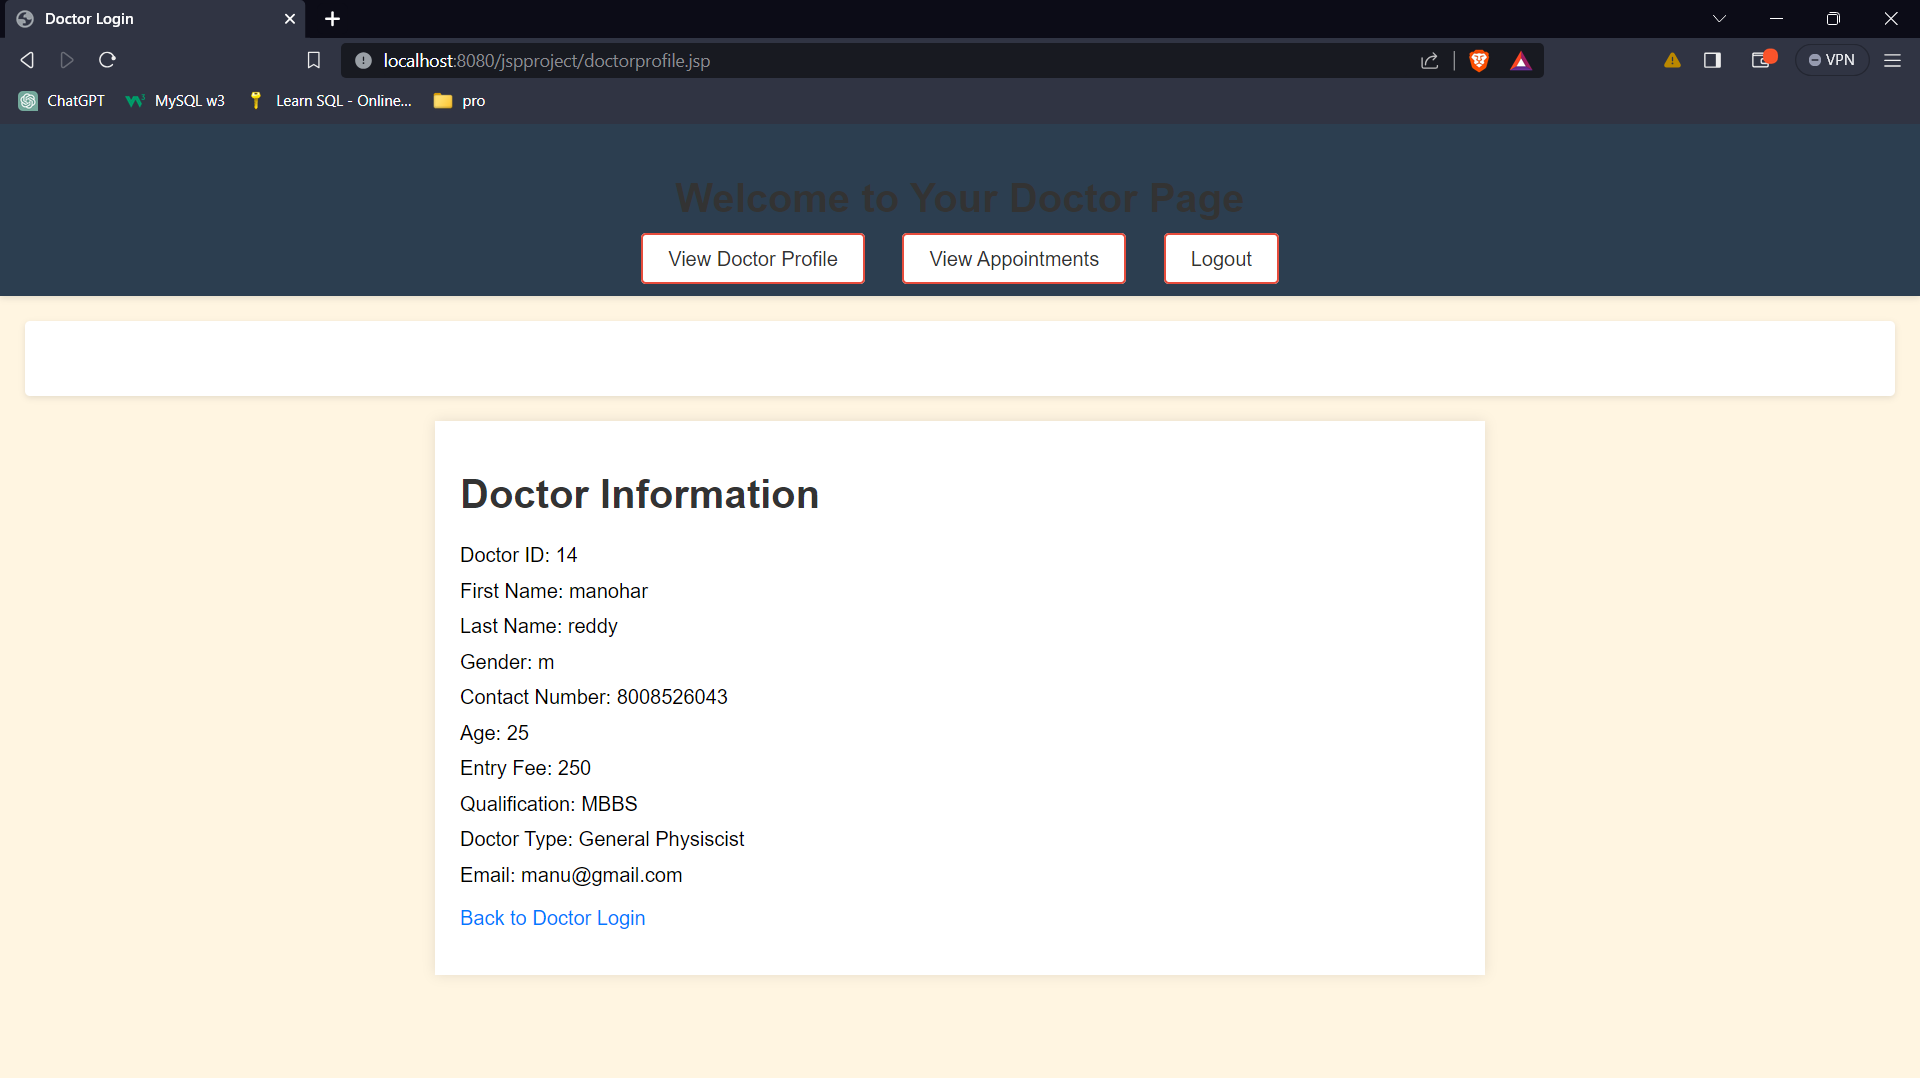 Doctor Login
localhost:8080/jspproject/doctorprofile.jsp
VPN
ChatGPT MySQL w3 Learn SQL - Online... pro
Welcome to Your Doctor Page
View Doctor Profile View Appointments Logout
Doctor Information
Doctor ID: 14
First Name: manohar
Last Name: reddy
Gender: m
Contact Number: 8008526043
Age: 25
Entry Fee: 250
Qualification: MBBS
Doctor Type: General Physiscist
Email: manu@gmail.com
Back to Doctor Login